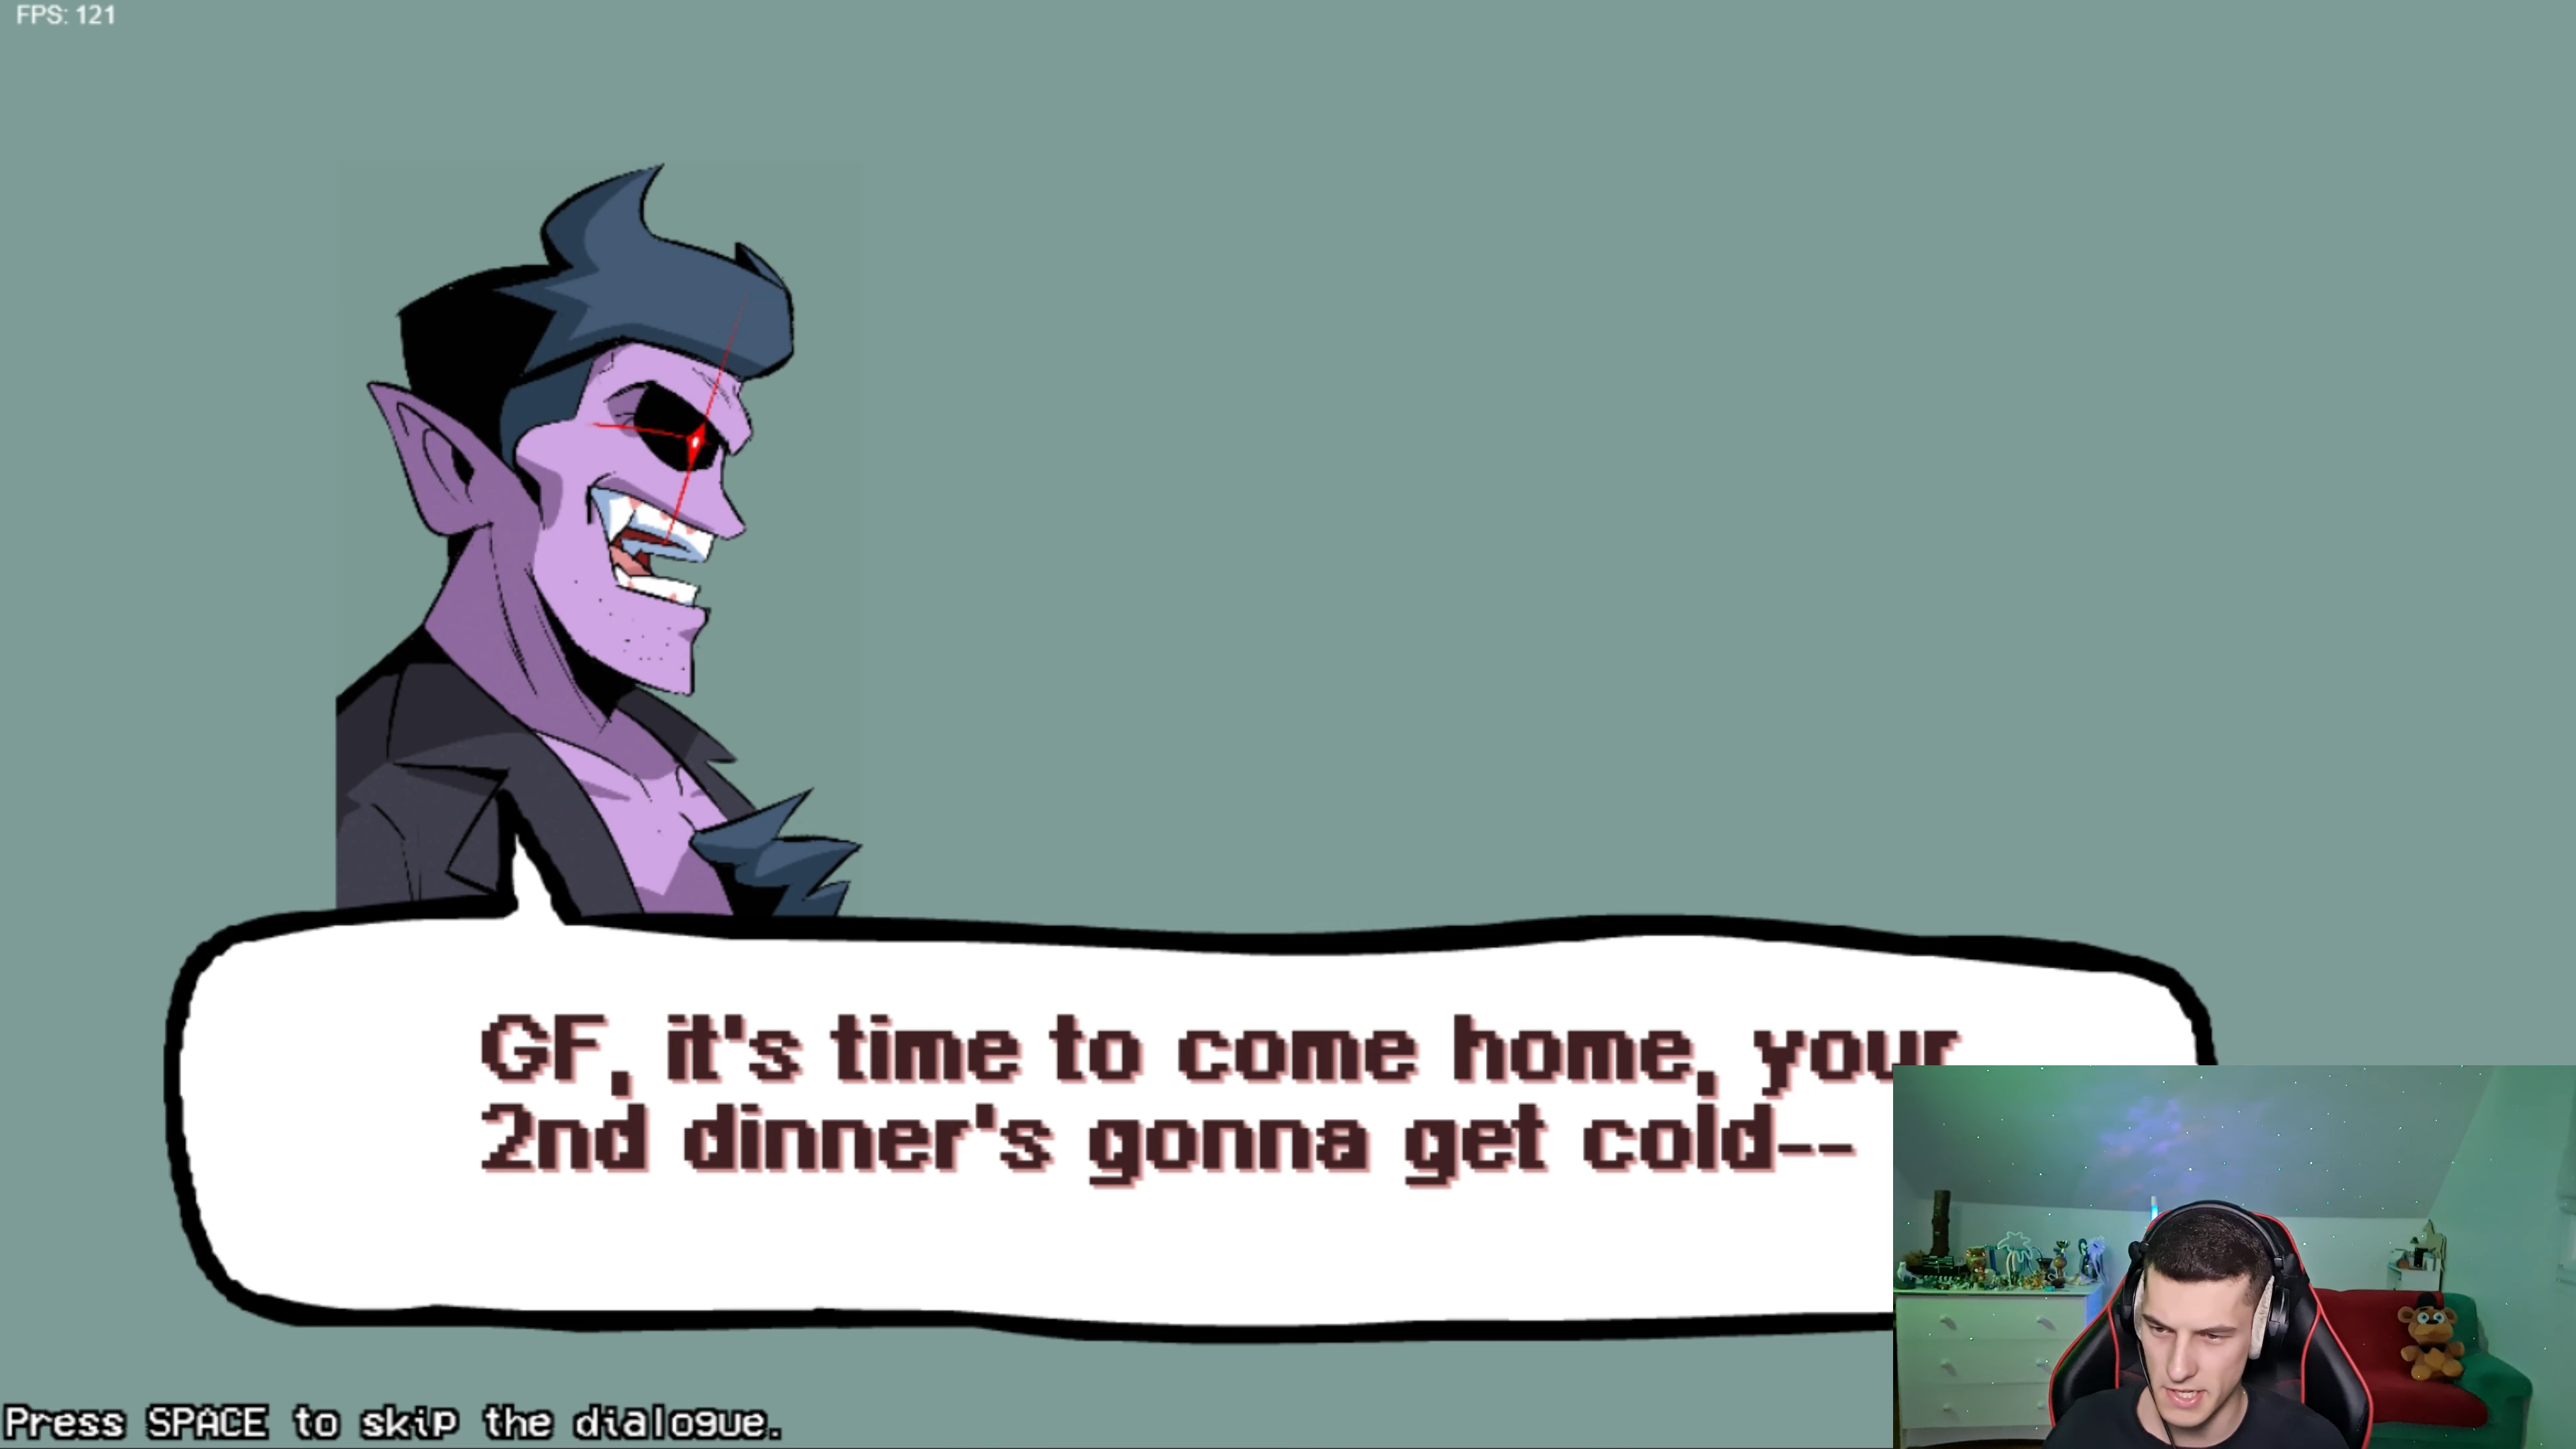 FPS: 121
GF, it's time to come home, your
2nd dinner's gonna get cold--
Press SPACE to skip the dialogue.